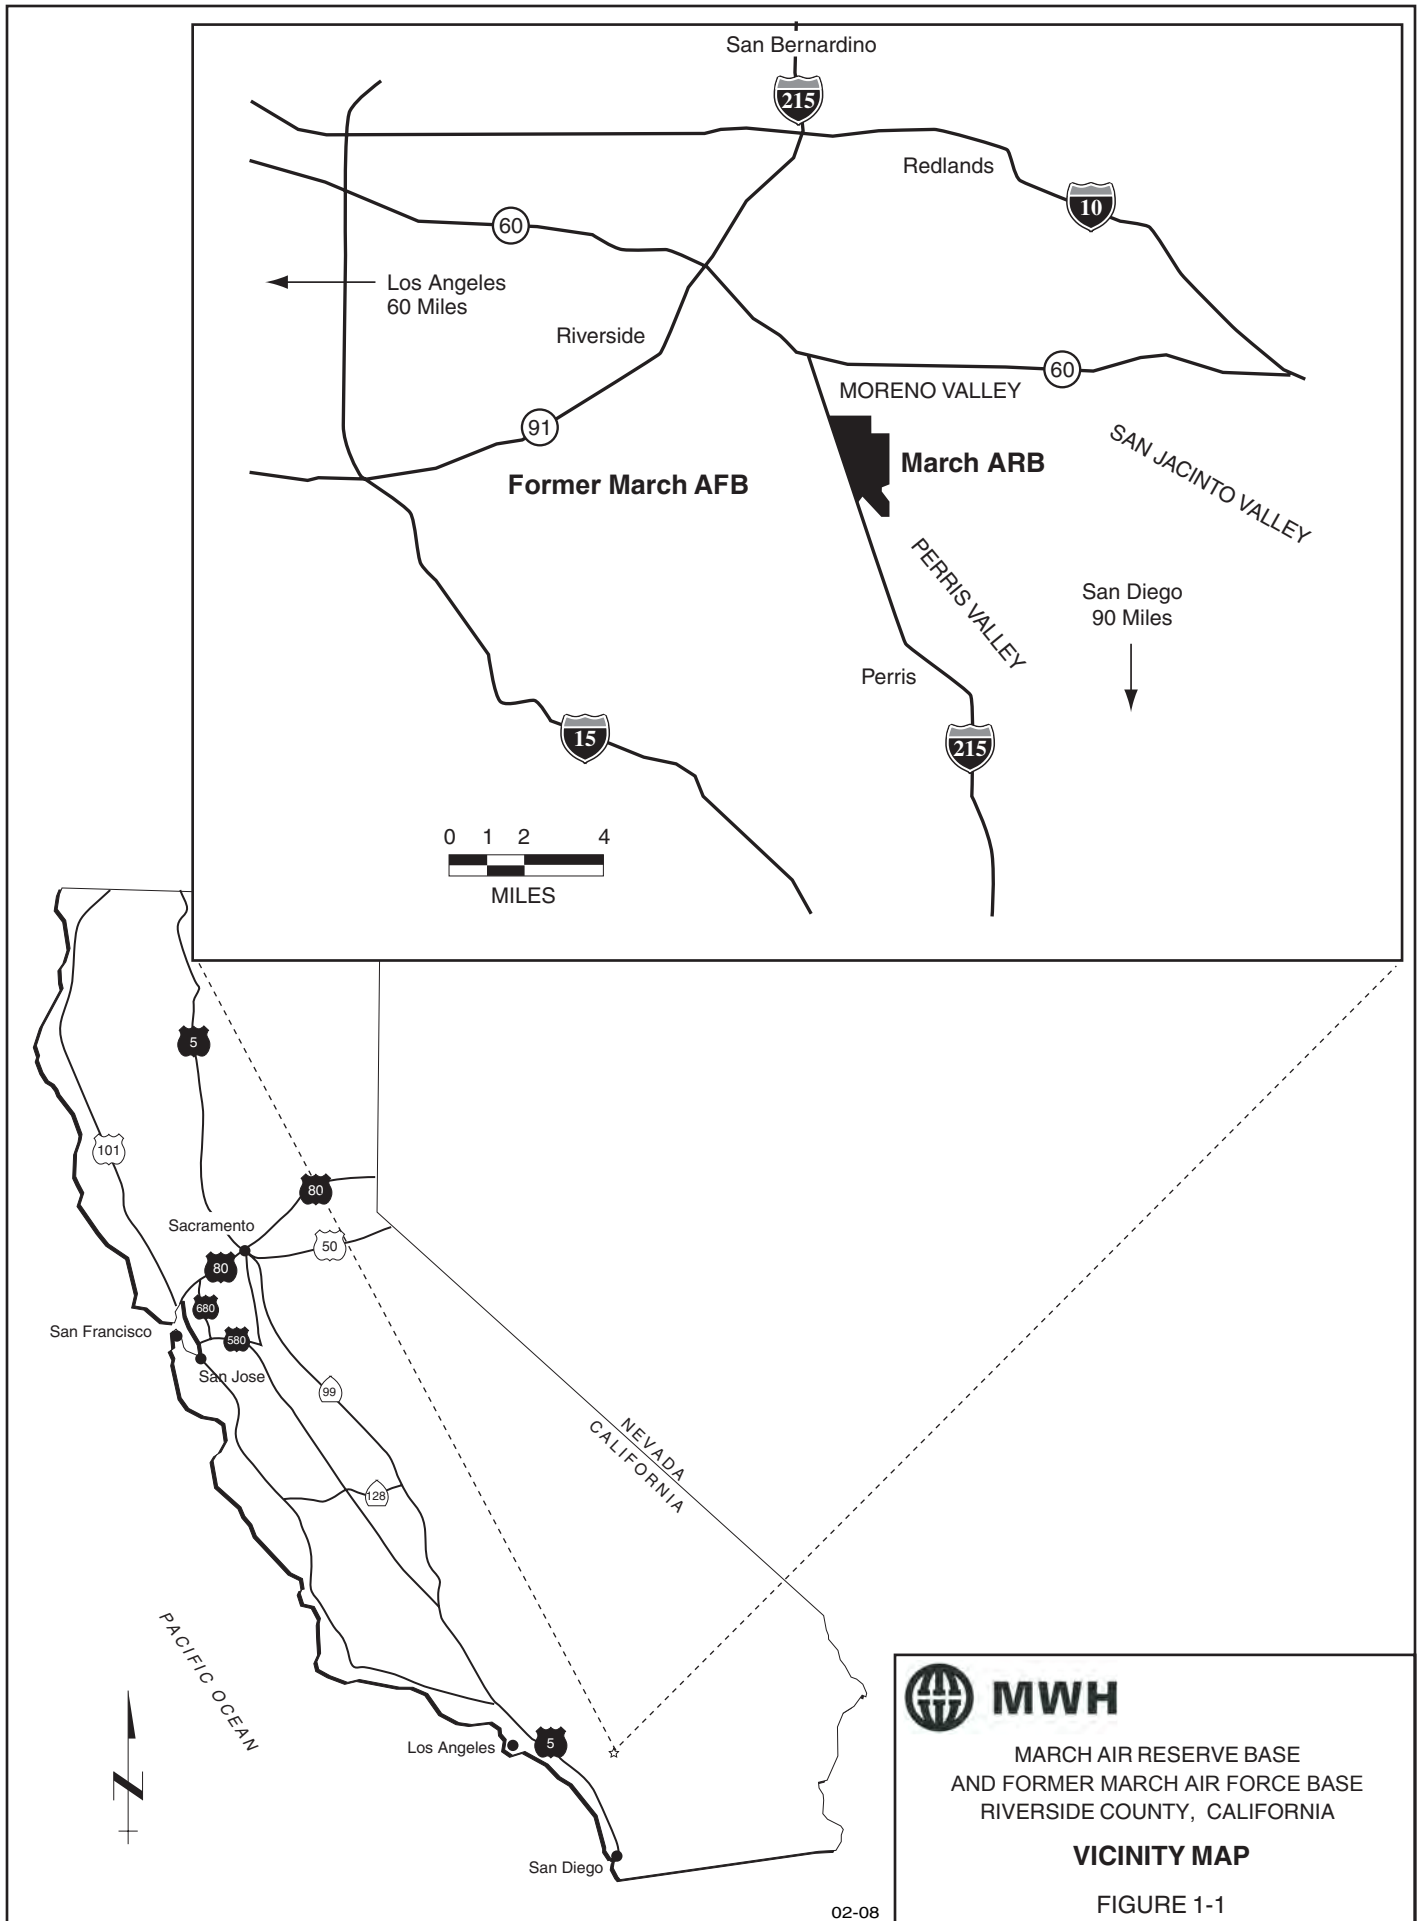 San Bernardino
215
Redlands
10
60
Los Angeles
60 Miles
Riverside
60
MORENO VALLEY
91
March ARB
Former March AFB
SAN JACINTO VALLEY
PERRIS VALLEY
San Diego
90 Miles
Perris
15
215
0 1 2 4
MILES
5
101
80
Sacramento
50
80
680
San Francisco
580
San Jose
99
NEVADA
CALIFORNIA
128
PACIFIC OCEAN
N
Los Angeles
5
San Diego
02-08
MWH
MARCH AIR RESERVE BASE
AND FORMER MARCH AIR FORCE BASE
RIVERSIDE COUNTY, CALIFORNIA
VICINITY MAP
FIGURE 1-1